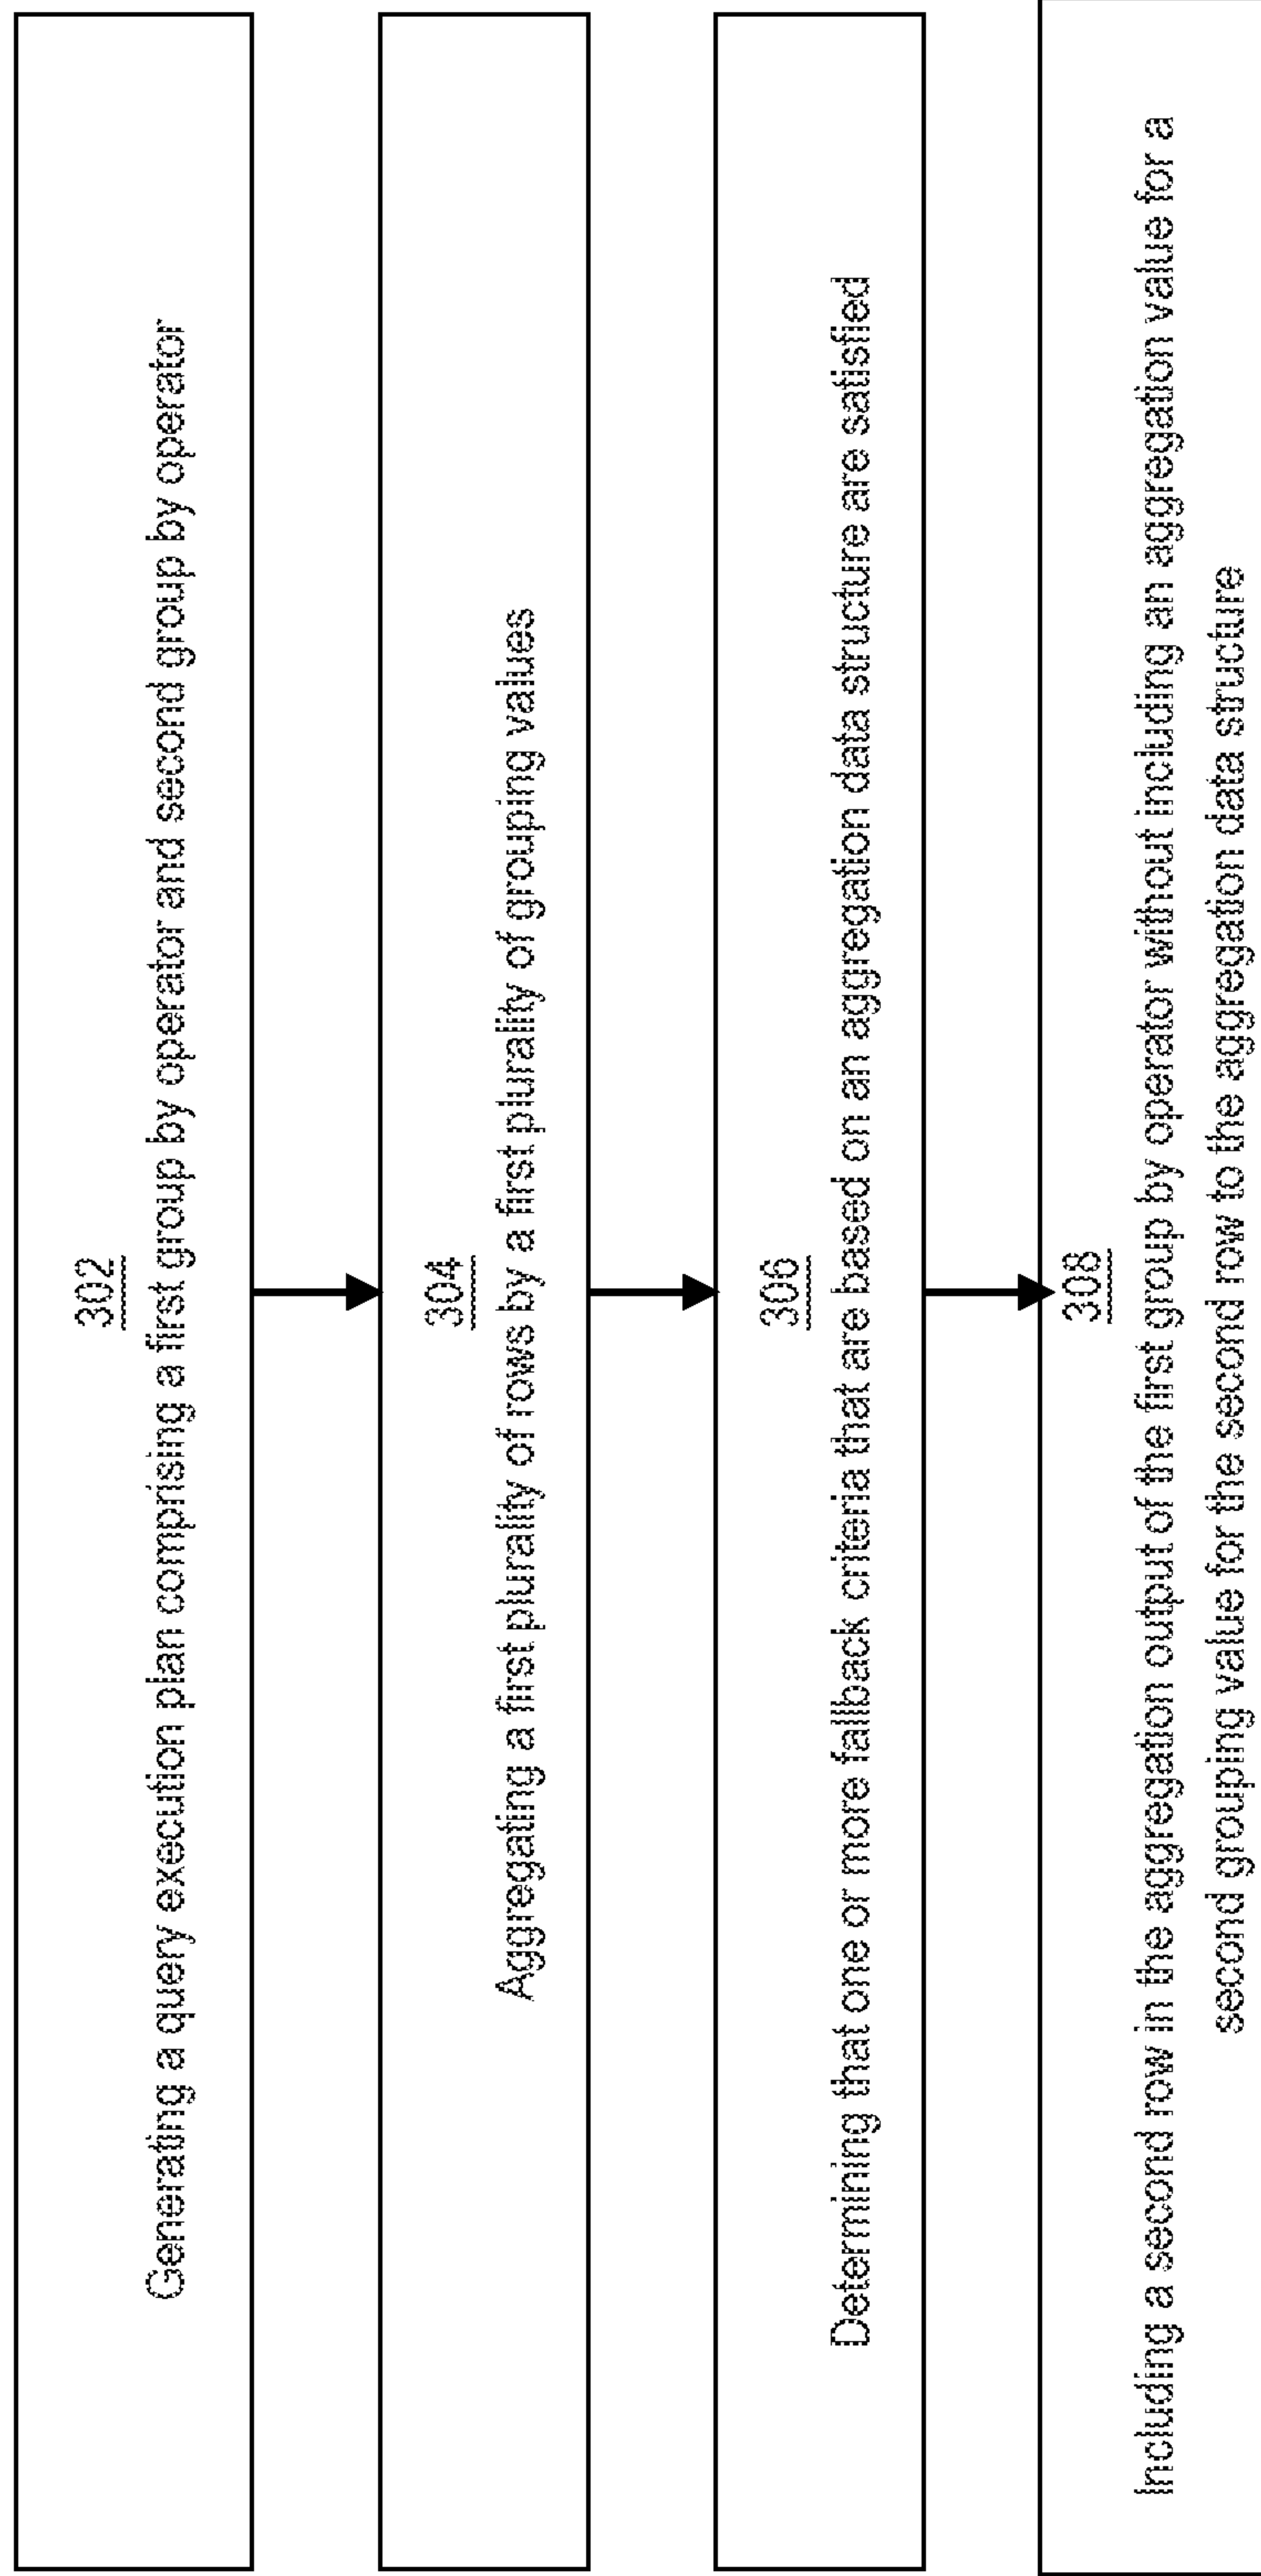 302
Generating a query execution plan comprising a first group by operator and second group by operator
304
Aggregating a first plurality of rows by a first plurality of grouping values
306
Determining that one or more fallback criteria that are based on an aggregation data structure are satisfied
308
Including a second row in the aggregation output of the first group by operator without including an aggregation value for a
second grouping value for the second row to the aggregation data structure